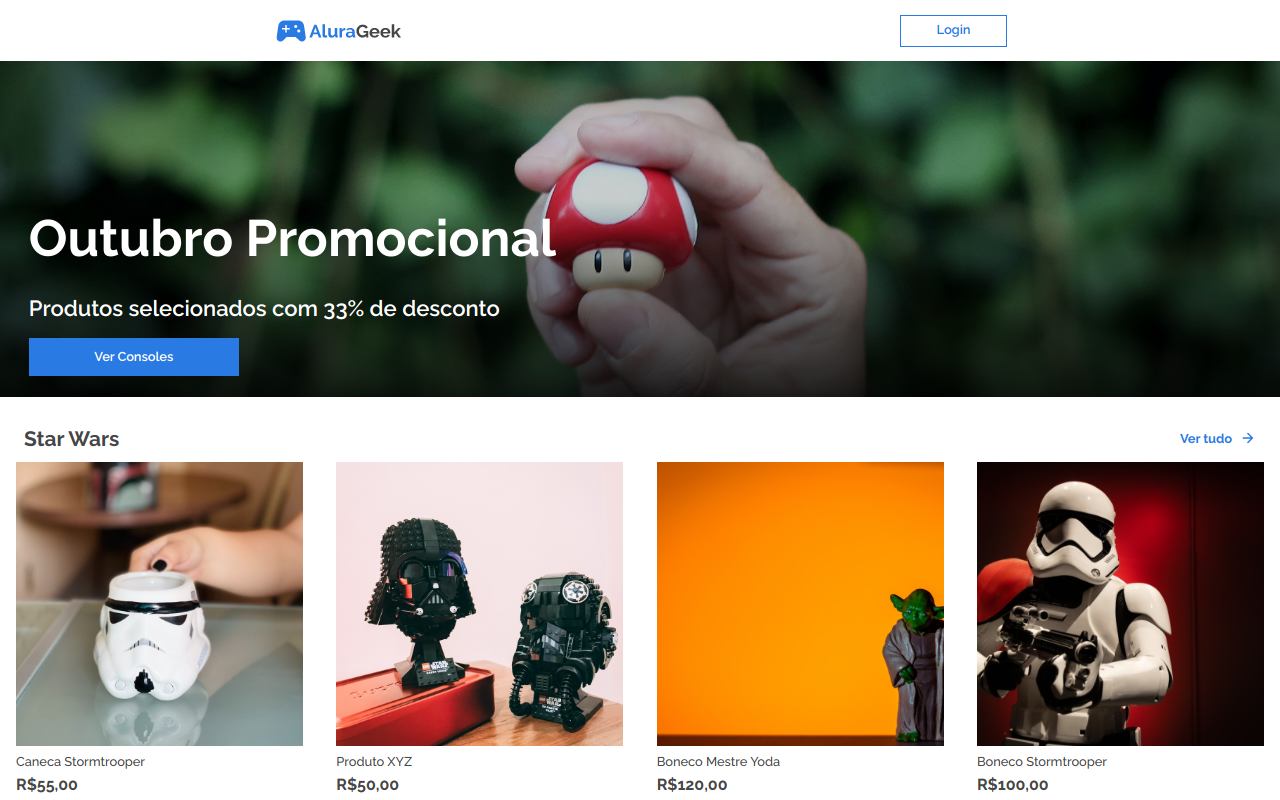 AluraGeek
Login
Outubro Promocional
Produtos selecionados com 33% de desconto
Ver Consoles
Star Wars
Ver tudo
Caneca Stormtrooper
R$55,00
Produto XYZ
R$50,00
Boneco Mestre Yoda
R$120,00
Boneco Stormtrooper
R$100,00